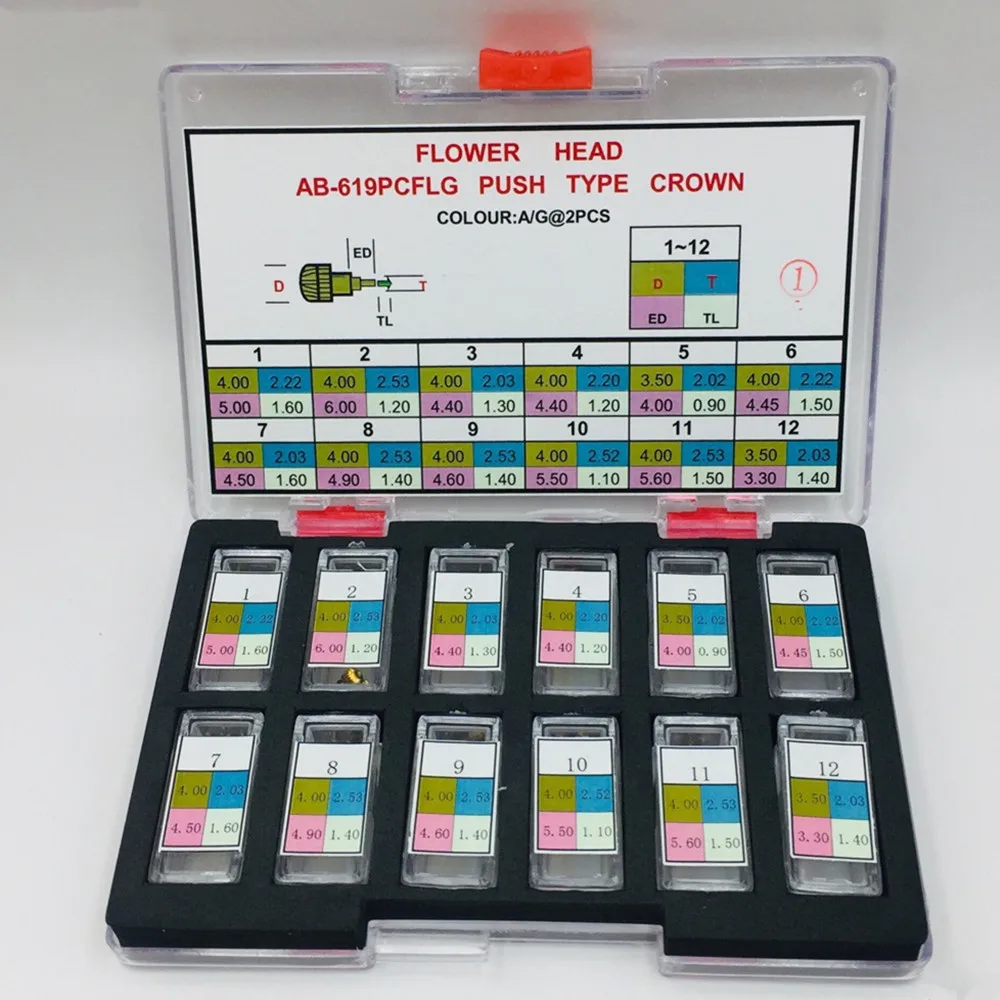 FLOWER HEAD
AB-619PCFLG PUSH TYPE CROWN
COLOUR:A/G@2PCS
ED
D
T
TL
1~12
D T
ED TL
1
1 2 3 4 5 6
4.00 2.22 4.00 2.53 4.00 2.03 4.00 2.20 3.50 2.02 4.00 2.22
5.00 1.60 6.00 1.20 4.40 1.30 4.40 1.20 4.00 0.90 4.45 1.50
7 8 9 10 11 12
4.00 2.03 4.00 2.53 4.00 2.53 4.00 2.52 4.00 2.53 3.50 2.03
4.50 1.60 4.90 1.40 4.60 1.40 5.50 1.10 5.60 1.50 3.30 1.40
1
4.00 2.22
5.00 1.60
2
4.00 2.53
6.00 1.20
3
4.00 2.03
4.40 1.30
4
4.00 2.20
4.40 1.20
5
3.50 2.02
4.00 0.90
6
4.00 2.22
4.45 1.50
7
4.00 2.03
4.50 1.60
8
4.00 2.53
4.90 1.40
9
4.00 2.53
4.60 1.40
10
4.00 2.52
5.50 1.10
11
4.00 2.53
5.60 1.50
12
3.50 2.03
3.30 1.40